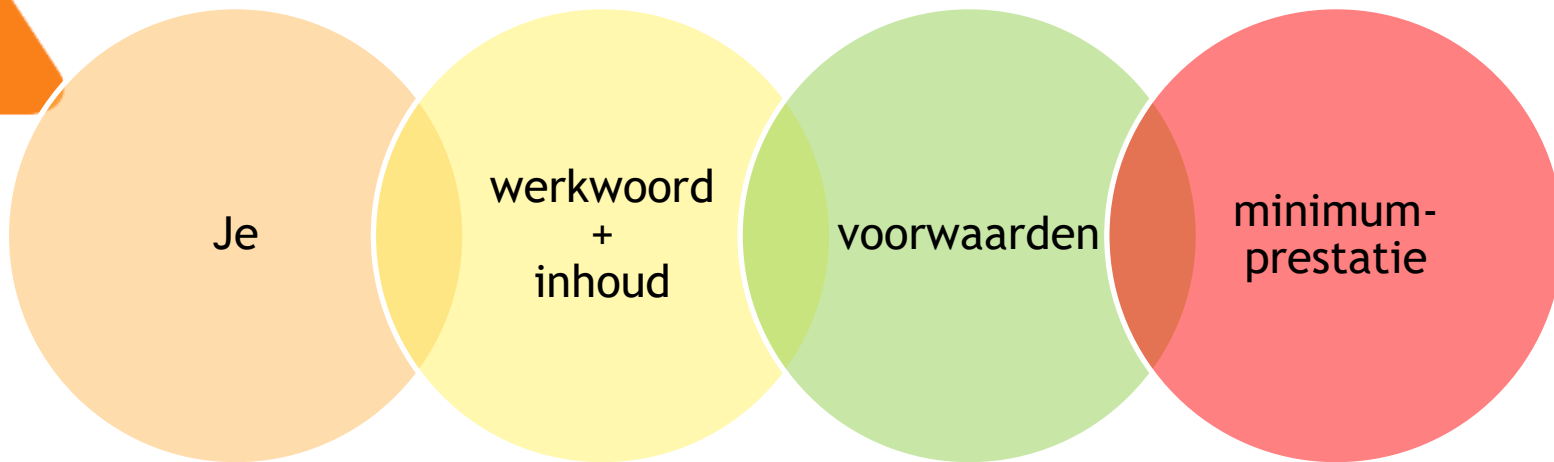 Je
werkwoord
+
inhoud
voorwaarden
minimum-
prestatie